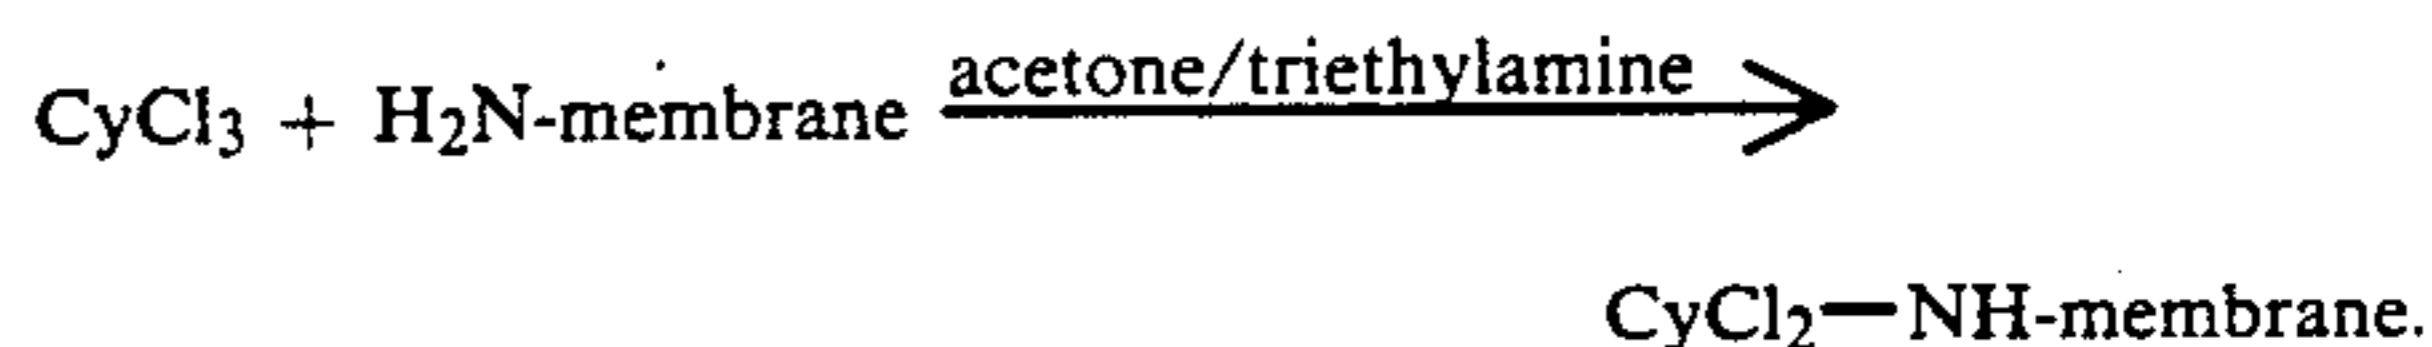 acetone/triethylamine
CyCl₃ + H₂N-membrane
CyCl₂—NH-membrane.